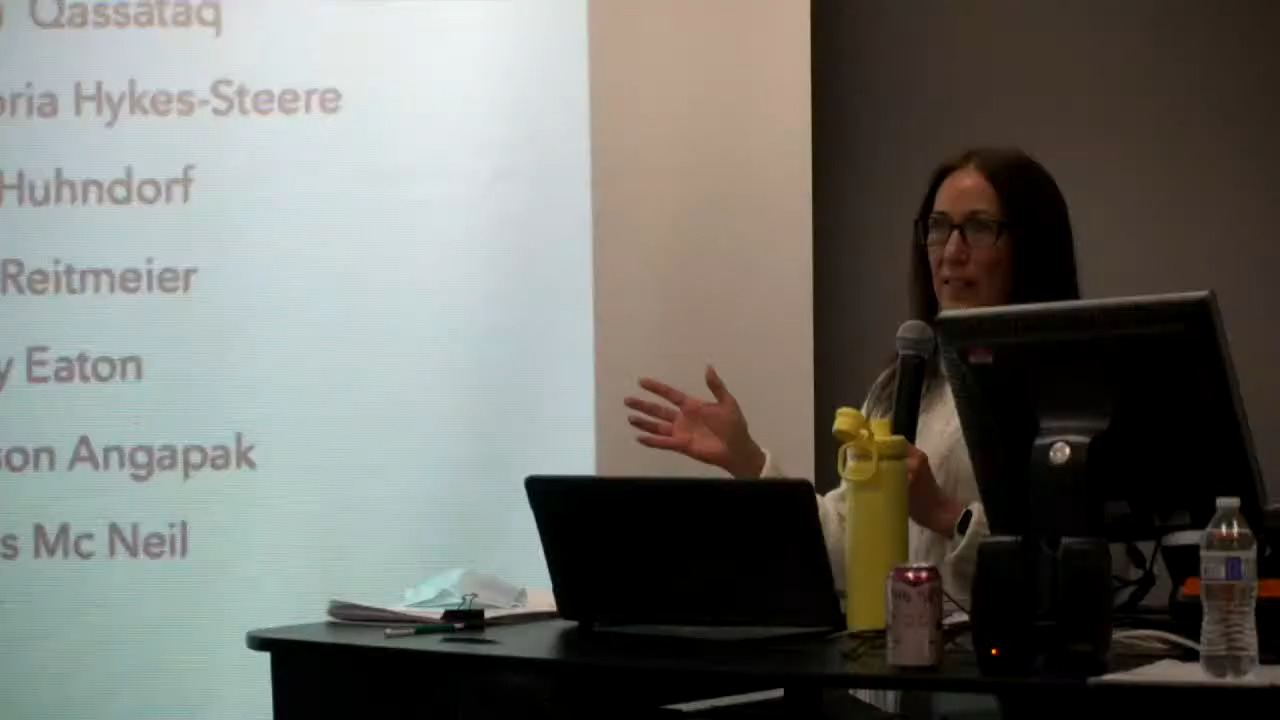 Qassataq
oria Hykes-Steere
Huhndorf
Reitmeier
y Eaton
son Angapak
s Mc Neil